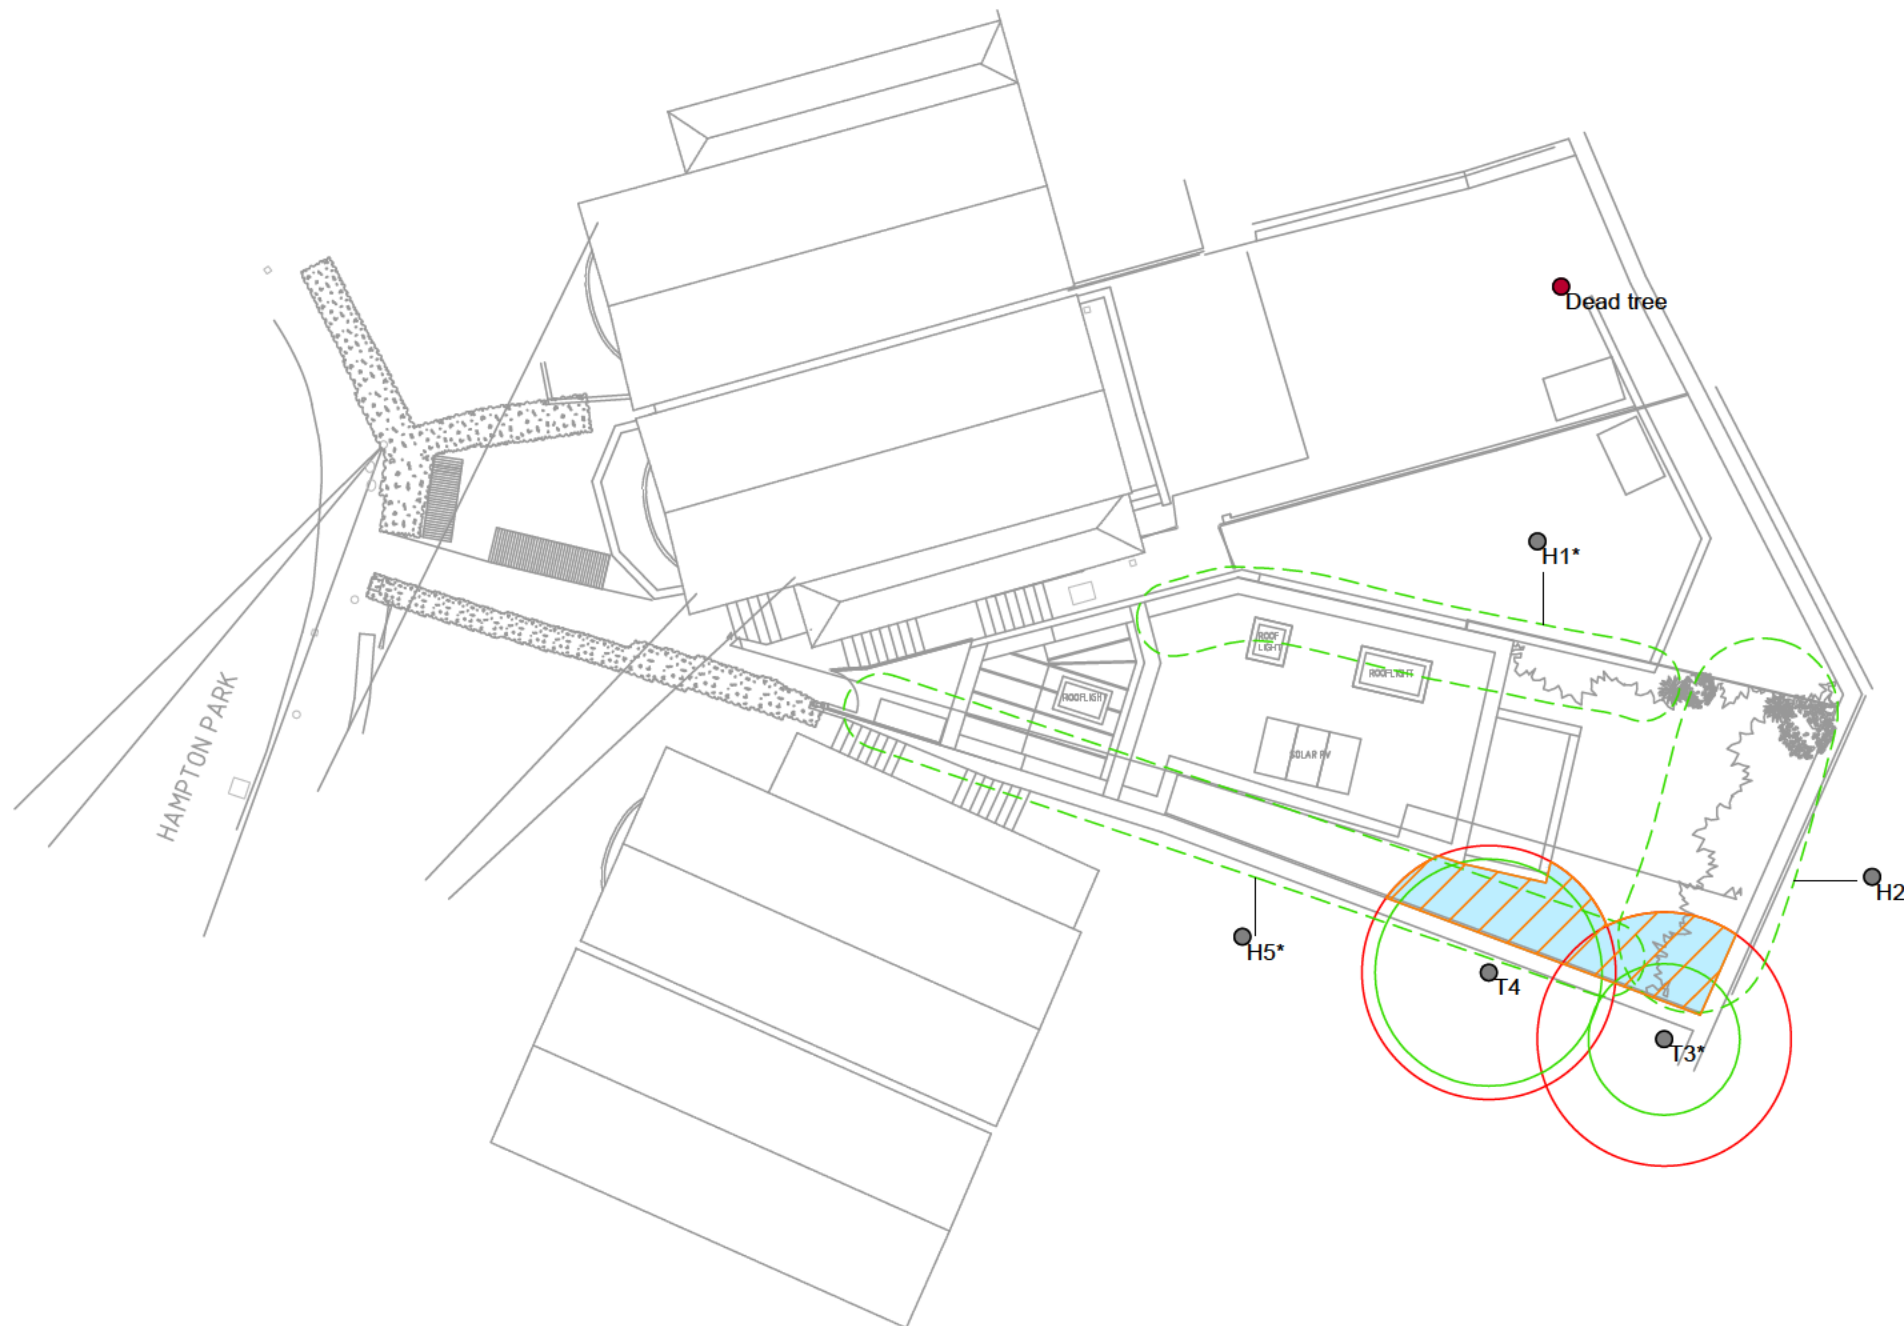 Dead tree
H1*
ROOF
LIGHT
ROOFLIGHT
ROOFLIGHT
HAMPTON PARK
SOLAR PV
H2
H5*
T4
T3*